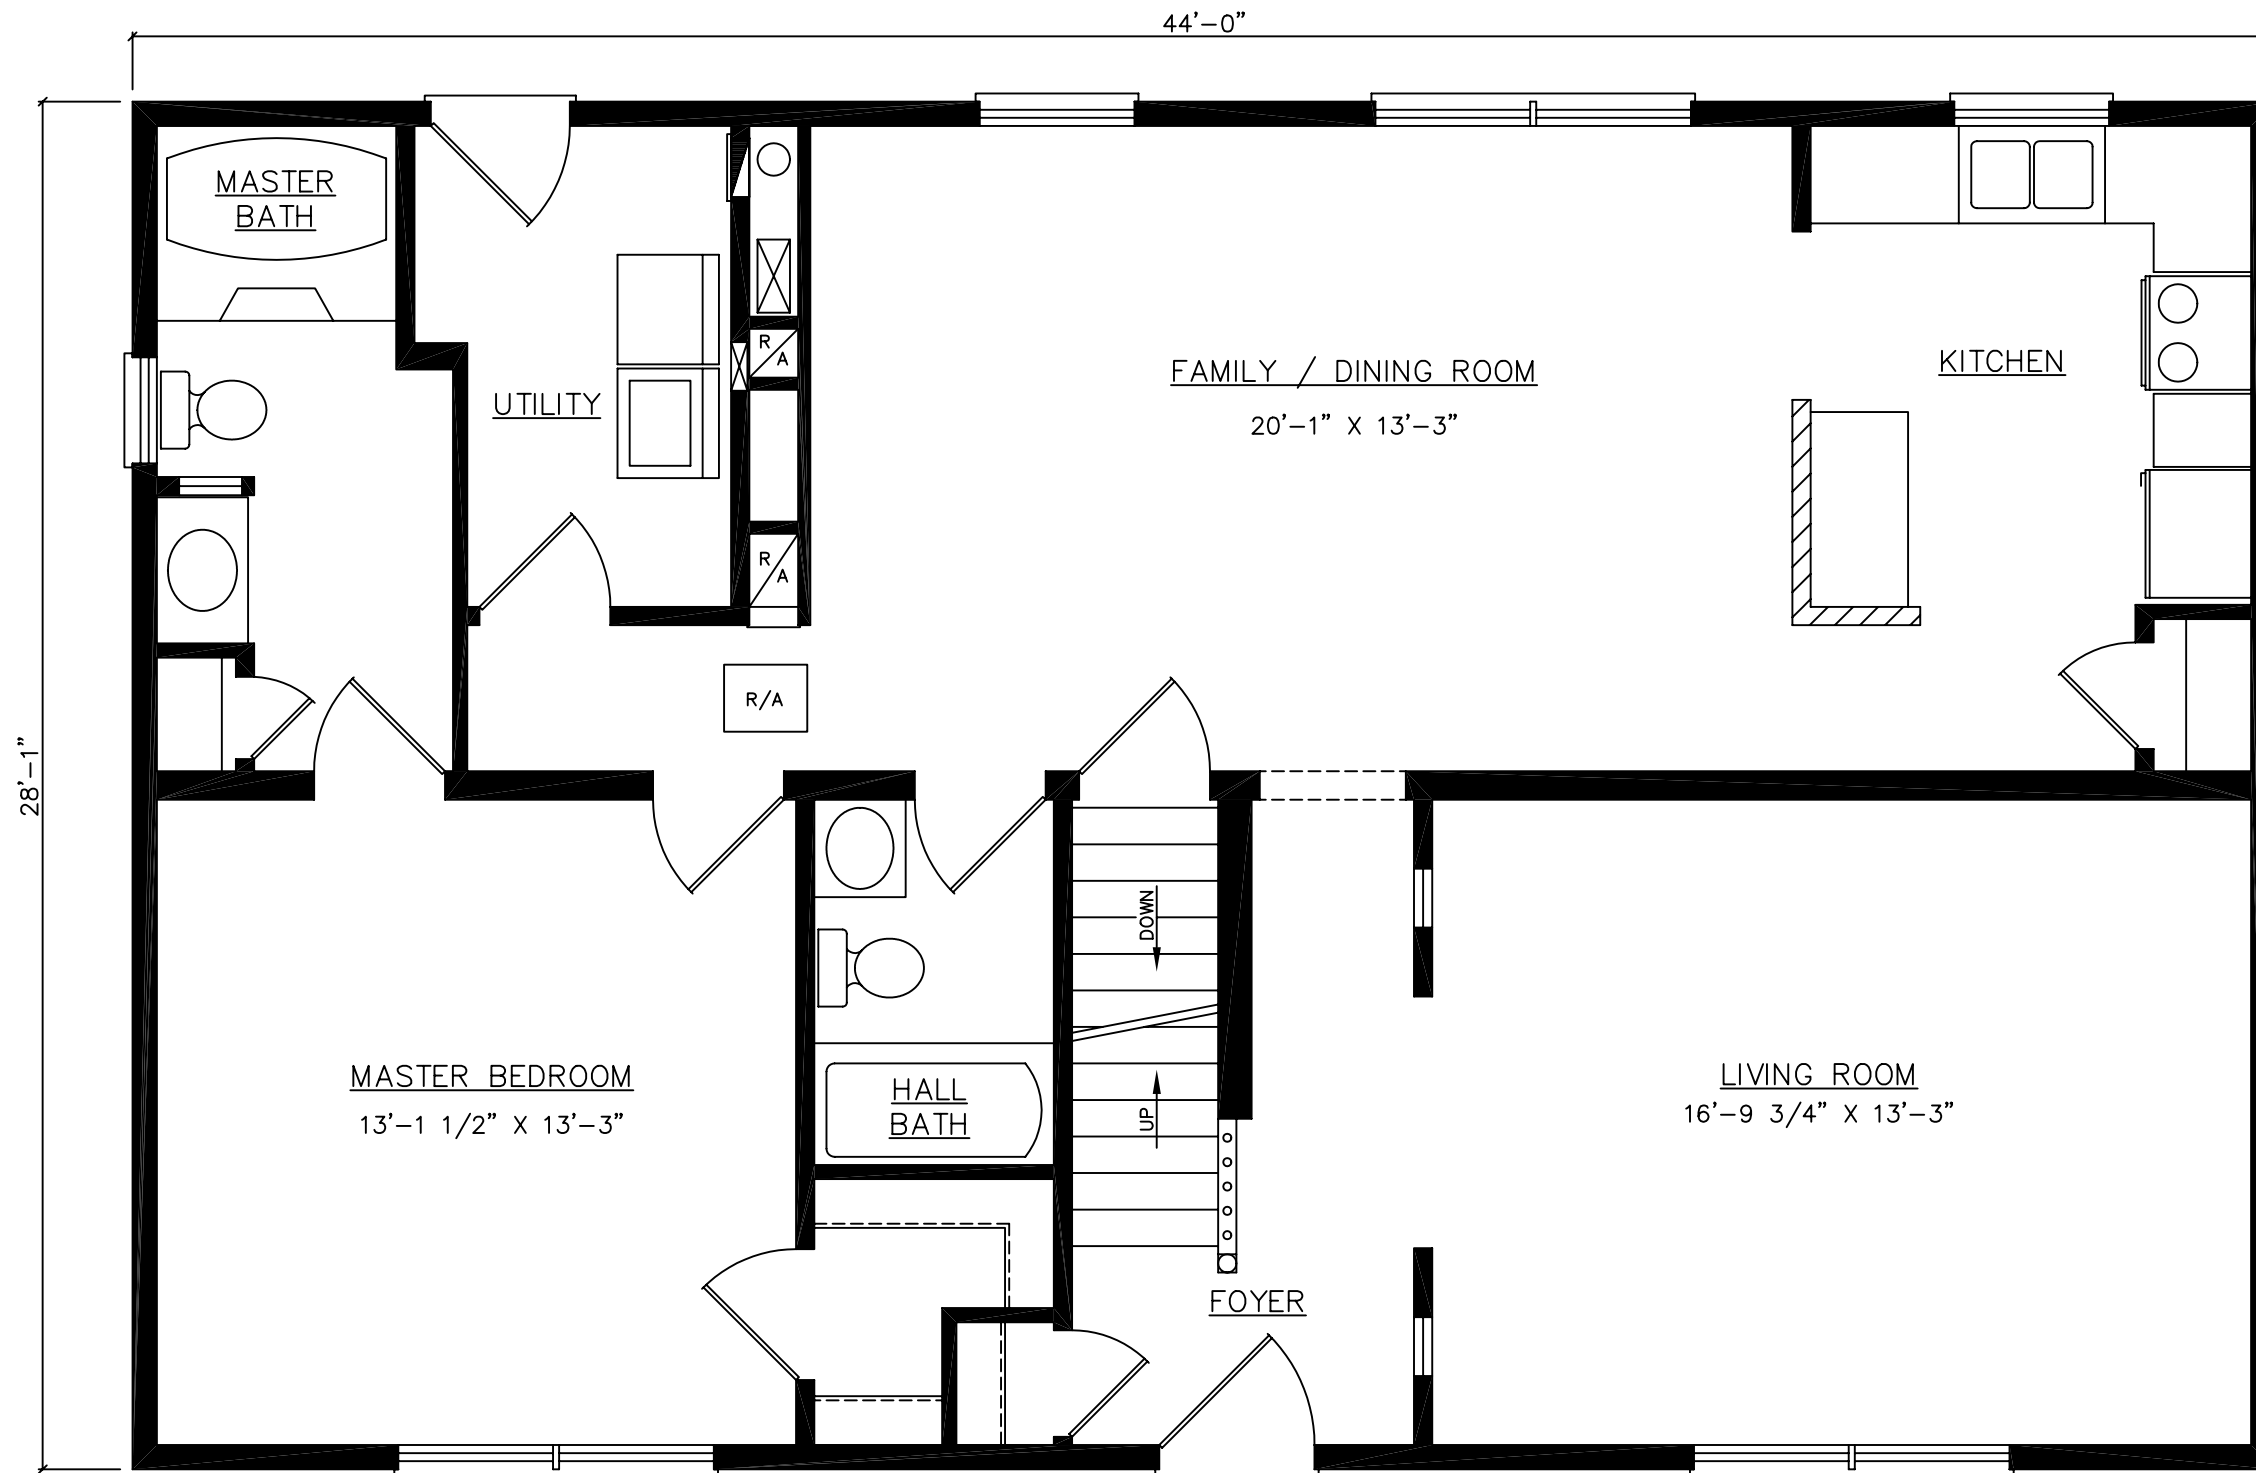 44'-0"
MASTER
BATH
R
A
FAMILY / DINING ROOM
20'-1" X 13'-3"
KITCHEN
UTILITY
R
A
R/A
28'-1"
DOWN
MASTER BEDROOM
13'-1 1/2" X 13'-3"
HALL
BATH
UP
LIVING ROOM
16'-9 3/4" X 13'-3"
FOYER